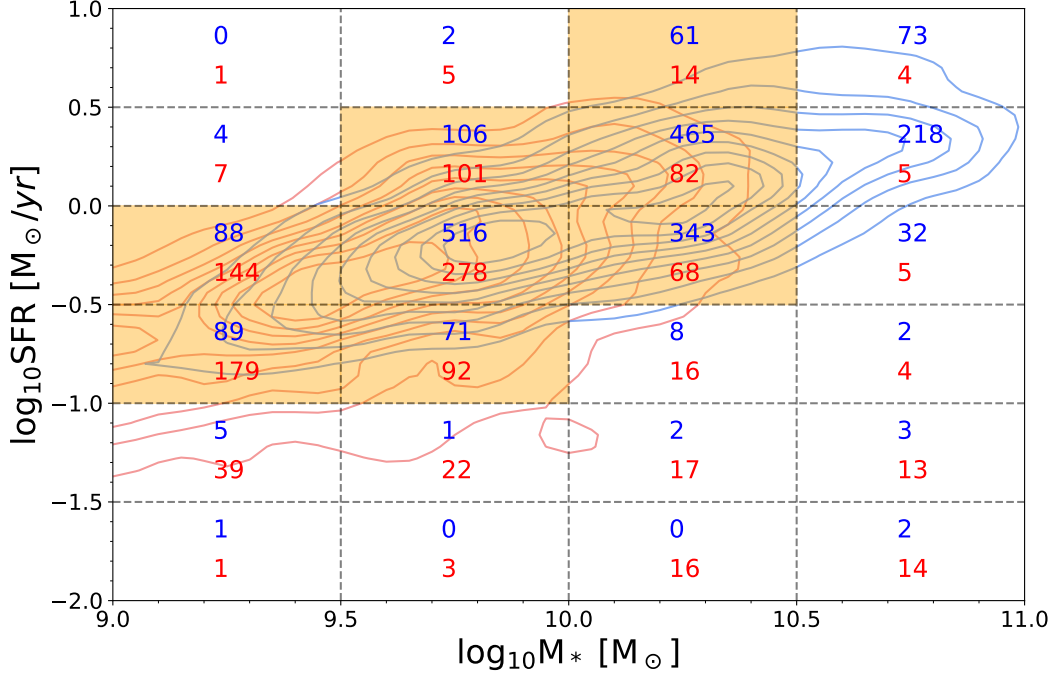 1.0
0 2 61 73
1 5 14 4
0.5
4 106 465 218
7 101 82 5
0.0
88 516 343 32
144 278 68 5
−0.5
89 71 8 2
179 92 16 4
−1.0
5 1 2 3
39 22 17 13
−1.5
1 0 0 2
1 3 16 14
−2.0
9.0 9.5 10.0 10.5 11.0
log₁₀M∗ [M⊙]
log₁₀SFR [M⊙/yr]